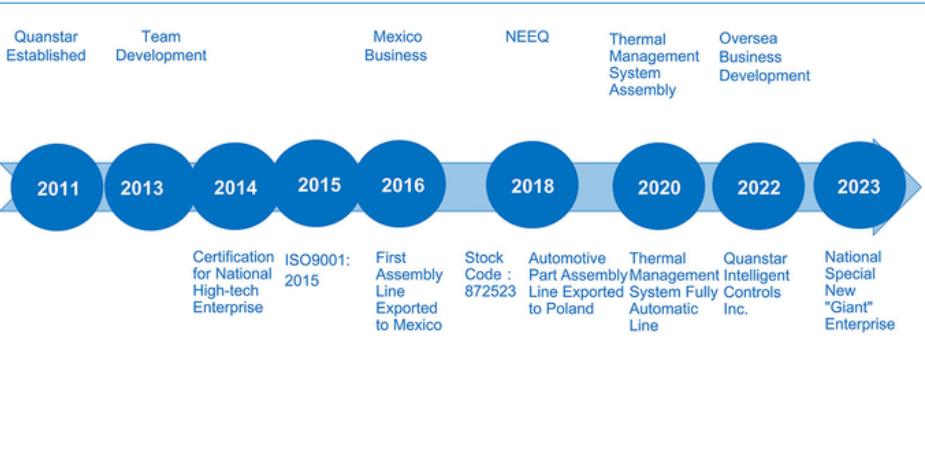 Quanstar
Established
Team
Development
Mexico
Business
NEEQ
Thermal
Management
System
Assembly
Oversea
Business
Development
2011
2013
2014
2015
2016
2018
2020
2022
2023
Certification
for National
High-tech
Enterprise
ISO9001:
2015
First
Assembly
Line
Exported
to Mexico
Stock
Code :
872523
Automotive
Part Assembly
Line Exported
to Poland
Thermal
Management
System Fully
Automatic
Line
Quanstar
Intelligent
Controls
Inc.
National
Special
New
"Giant"
Enterprise